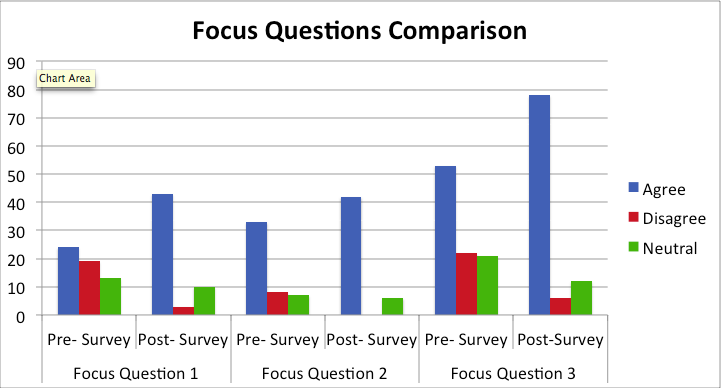 Focus Questions Comparison
90
Chart Area
80
70
60
50
40
30
20
10
0
Agree
Disagree
Neutral
Pre- Survey Post- Survey Pre- Survey Post- Survey Pre- Survey Post-Survey
Focus Question 1 Focus Question 2 Focus Question 3